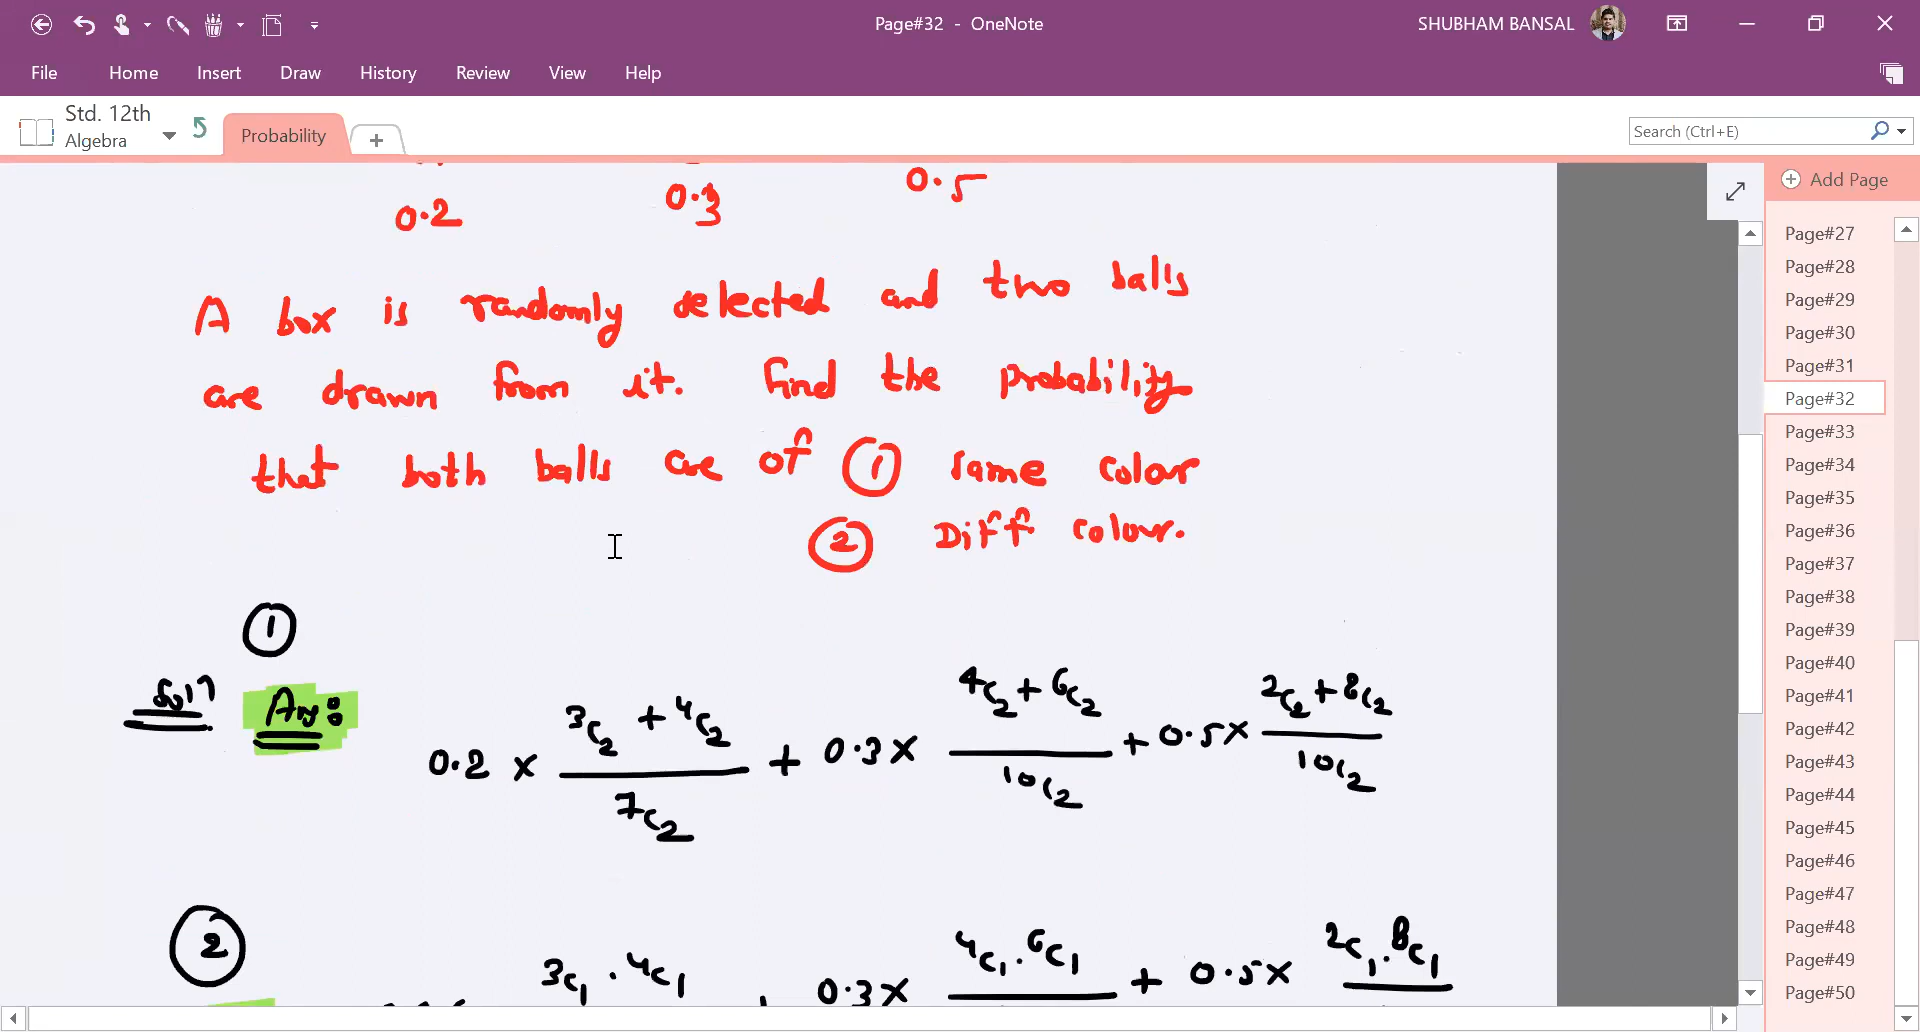 Page#32 - OneNote
SHUBHAM BANSAL
File Home Insert Draw History Review View Help
Std. 12th
Algebra
Probability
+
Search (Ctrl+E)
Add Page
0.2 0.3 0.5
A box is randomly selected and two balls
are drawn from it. Find the probability
that both balls are of ① same colour
② Diff. colour.
①
Sol? Ans:
0.2 × (³C₂ + ⁴C₂)/⁷C₂ + 0.3 × (⁴C₂ + ⁶C₂)/¹⁰C₂ + 0.5 × (²C₂ + ⁸C₂)/¹⁰C₂
②
³C₁ . ⁴C₁ + 0.3 × ⁴C₁ . ⁶C₁ + 0.5 × ²C₁ . ⁸C₁
Page#27
Page#28
Page#29
Page#30
Page#31
Page#32
Page#33
Page#34
Page#35
Page#36
Page#37
Page#38
Page#39
Page#40
Page#41
Page#42
Page#43
Page#44
Page#45
Page#46
Page#47
Page#48
Page#49
Page#50